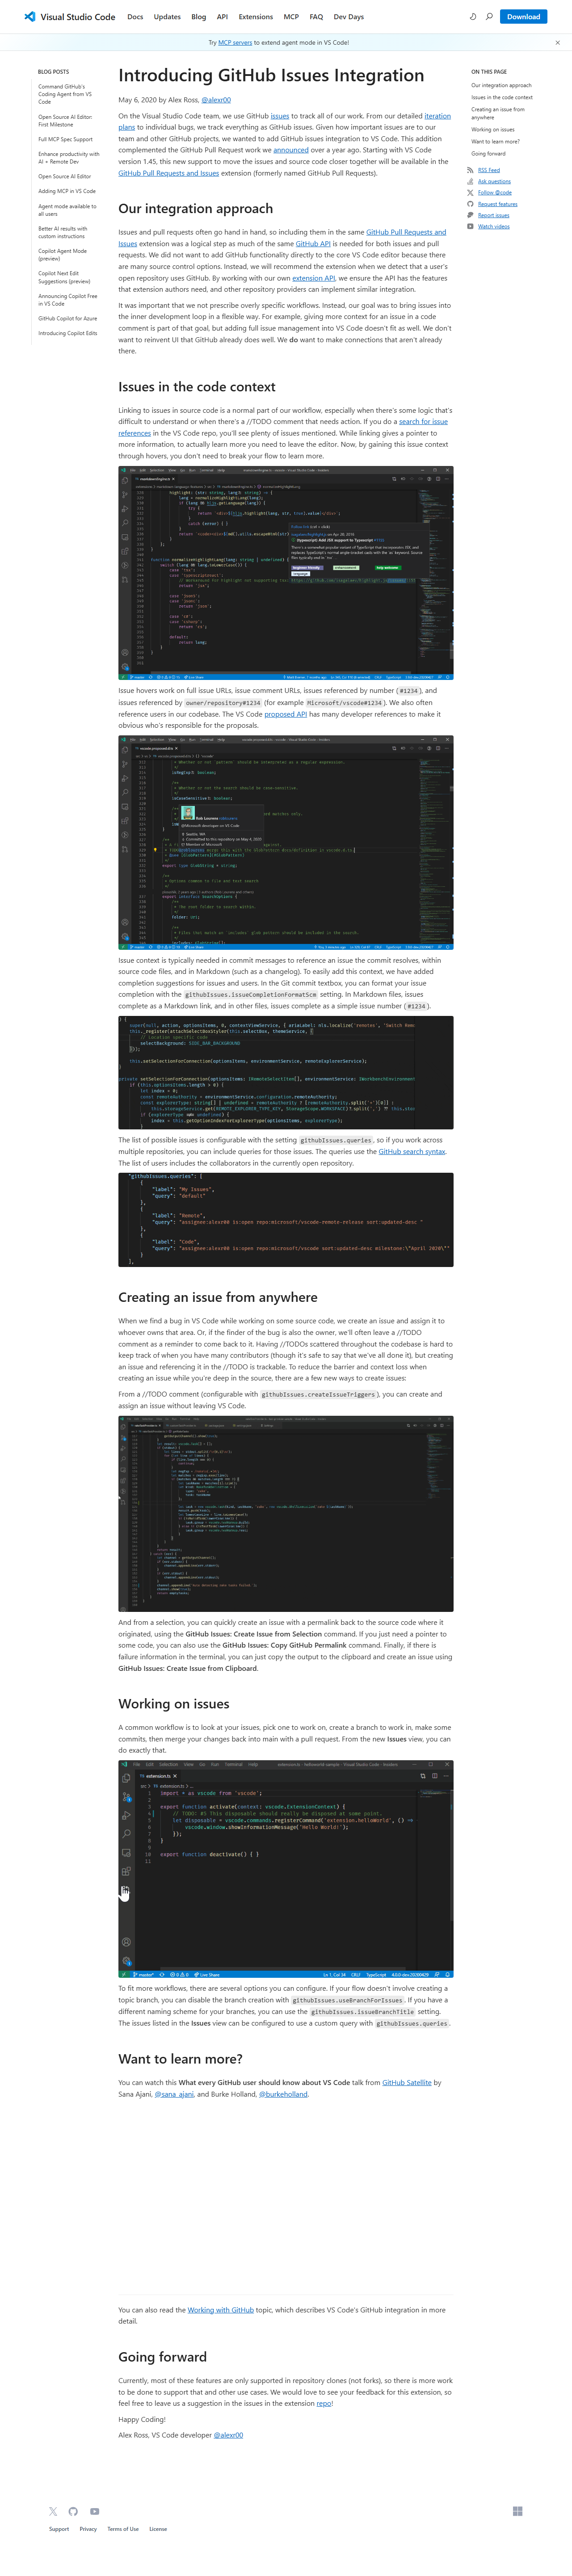 Visual Studio Code
Docs
Updates
Blog
API
Extensions
MCP
FAQ
Dev Days
Download
Try MCP servers to extend agent mode in VS Code!
BLOG POSTS
Command GitHub's
Coding Agent from VS
Code
Open Source AI Editor:
First Milestone
Full MCP Spec Support
Enhance productivity with
AI + Remote Dev
Open Source AI Editor
Adding MCP in VS Code
Agent mode available to
all users
Better AI results with
custom instructions
Copilot Agent Mode
(preview)
Copilot Next Edit
Suggestions (preview)
Announcing Copilot Free
in VS Code
GitHub Copilot for Azure
Introducing Copilot Edits
Introducing GitHub Issues Integration
May 6, 2020 by Alex Ross, @alexr00
On the Visual Studio Code team, we use GitHub issues to track all of our work. From our detailed iteration
plans to individual bugs, we track everything as GitHub issues. Given how important issues are to our
team and other GitHub projects, we wanted to add GitHub issues integration to VS Code. This addition
complemented the GitHub Pull Request work we announced over a year ago. Starting with VS Code
version 1.45, these new support to bring issues and source code closer together will be available in the
GitHub Pull Requests and Issues extension (formerly named GitHub Pull Requests).
Our integration approach
Issues and pull requests often go hand in hand, so including them in the same GitHub Pull Requests and
Issues extension was a logical step as much of the same GitHub API is needed for both issues and pull
requests. We did not want to add GitHub functionality directly to the core VS Code editor because there
are many source control options. Instead, we will recommend the extension when we detect that a user's
open repository uses GitHub. By working with our own extension API, we ensure the API has the features
that extension authors need, and other repository providers can implement similar integration.
It was important that we not prescribe overly specific workflows. Instead, our goal was to bring issues into
the inner development loop in a flexible way. For example, giving more context for an issue in a code
comment is part of that goal, but adding full issue management into VS Code doesn't fit as well. We don't
want to reinvent UI that GitHub already does well. We do want to make connections that aren't already
there.
Issues in the code context
Linking to issues in source code is a normal part of our workflow, especially when there's some logic that's
difficult to understand or when there's a //TODO comment that needs action. If you do a search for issue
references in the VS Code repo, you'll see plenty of issues mentioned. While linking gives a pointer to
more information, to actually learn more you need to leave the editor. Now, by gaining this issue context
through hovers, you don't need to break your flow to learn more.
Issue hovers work on full issue URLs, issue comment URLs, issues refereced by number ( #1234 ), and
issues referenced by owner/repository#1234 (for example Microsoft/vscode#1234 ). We also often
reference users in our codebase. The VS Code proposed API has many developer references to make it
obvious who's responsible for the proposals.
Issue context is typically needed in commit messages to reference an issue the commit resolves, within
source code files, and in Markdown (such as a changelog). To easily add this context, we have added
completion suggestions for issues and users. In the Git commit textbox, you can format your issue
completion with the githubIssues.issueCompletionFormatScm setting. In Markdown files, issues
complete as a Markdown link, and in other files, issues complete as a simple issue number ( #1234 ).
The list of possible issues is configurable with the setting githubIssues.queries , so if you work across
multiple repositories, you can include queries for those issues. The queries use the GitHub search syntax.
The list of users includes the collaborators in the currently open repository.
"githubIssues.queries": [
{
"label": "My Issues",
"query": "default"
},
{
"label": "Remote",
"query": "assignee:alexr00 is:open repo:microsoft/vscode-remote-release sort:updated-desc "
},
{
"label": "Code",
"query": "assignee:alexr00 is:open repo:microsoft/vscode sort:updated-desc milestone:\"April 2020\""
}
],
Creating an issue from anywhere
When we find a bug in VS Code while working on some source code, we create an issue and assign it to
whoever owns that area. Or, if the finder of the bug is also the owner, we'll often leave a //TODO
comment as a reminder to come back to it. Having //TODOs scattered throughout the codebase is hard to
keep track of when you have many contributors (though it's safe to say that we've all done it), but creating
an issue and referencing it in the //TODO is trackable. To reduce the barrier and context loss when
creating an issue while you're deep in the source, there are a few new ways to create issues:
From a //TODO comment (configurable with githubIssues.createIssueTriggers ), you can create and
assign an issue without leaving VS Code.
And from a selection, you can quickly create an issue with a permalink back to the source code where it
originated, using the GitHub Issues: Create Issue from Selection command. If you just need a pointer to
some code, you can also use the GitHub Issues: Copy GitHub Permalink command. Finally, if there is
failure information in the terminal, you can just copy the output to the clipboard and create an issue using
GitHub Issues: Create Issue from Clipboard.
Working on issues
A common workflow is to look at your issues, pick one to work on, create a branch to work in, make some
commits, then merge your changes back into main with a pull request. From the new Issues view, you can
do exactly that.
import * as vscode from 'vscode';
export function activate(context: vscode.ExtensionContext) {
// TODO: #1 This disposable should really be disposed at some point.
let disposable = vscode.commands.registerCommand('extension.helloWorld', () =>
vscode.window.showInformationMessage('Hello World!');
});
}
export function deactivate() { }
To fit more workflows, there are several options you can configure. If your flow doesn't involve creating a
topic branch, you can disable the branch creation with githubIssues.useBranchForIssues . If you have a
different naming scheme for your branches, you can use the githubIssues.issueBranchTitle setting.
The issues listed in the Issues view can be configured to use a custom query with githubIssues.queries.
Want to learn more?
You can watch this What every GitHub user should know about VS Code talk from GitHub Satellite by
Sana Ajani, @sana_ajani, and Burke Holland, @burkeholland.
You can also read the Working with GitHub topic, which describes VS Code's GitHub integration in more
detail.
Going forward
Currently, most of these features are only supported in repository clones (not forks), so there is more work
to be done to support that and other use cases. We would love to see your feedback for this extension, so
feel free to leave us a suggestion in the issues in the extension repo!
Happy Coding!
Alex Ross, VS Code developer @alexr00
ON THIS PAGE
Our integration approach
Issues in the code context
Creating an issue from
anywhere
Working on issues
Want to learn more?
Going forward
RSS Feed
Ask questions
Follow @code
Request features
Report issues
Watch videos
Support
Privacy
Terms of Use
License